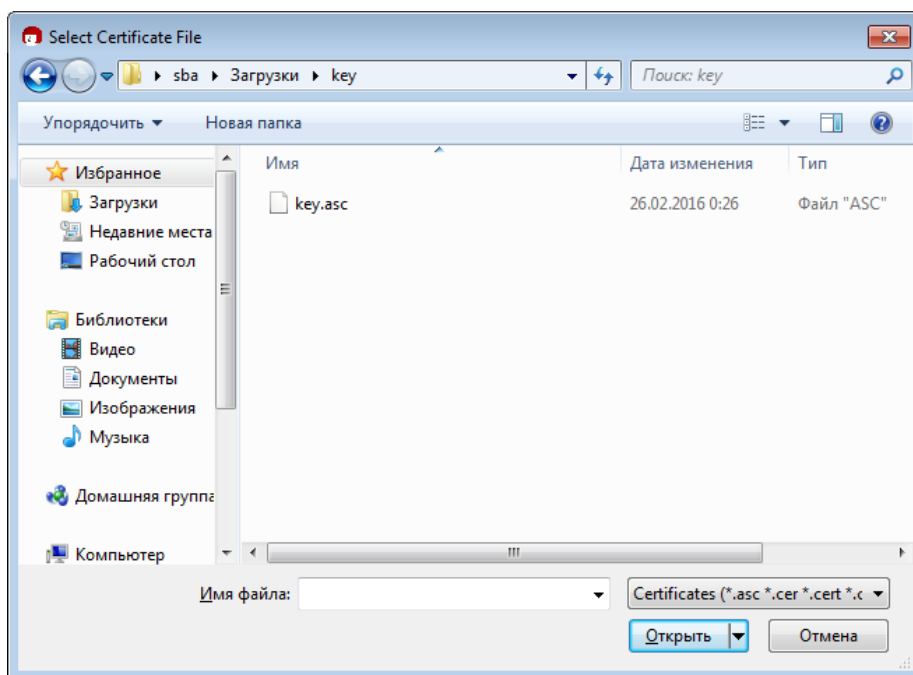 Select Certificate File
sba Загрузки key
Поиск: key
Упорядочить Новая папка
Имя Дата изменения Тип
key.asc 26.02.2016 0:26 Файл "ASC"
Избранное
Загрузки
Недавние места
Рабочий стол
Библиотеки
Видео
Документы
Изображения
Музыка
Домашняя группа
Компьютер
Имя файла:
Certificates (*.asc *.cer *.cert *.c
Открыть Отмена